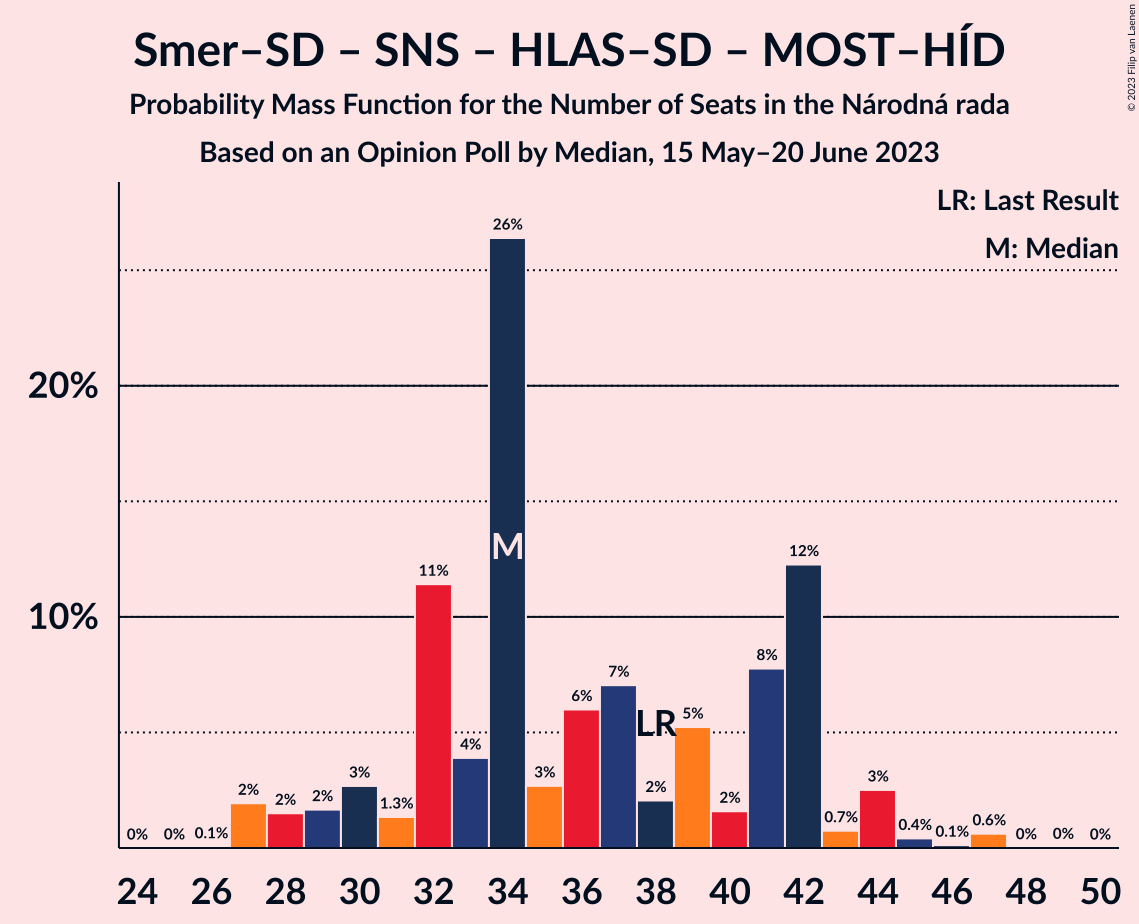 Smer–SD – SNS – HLAS–SD – MOST–HÍD
Probability Mass Function for the Number of Seats in the Národná rada
Based on an Opinion Poll by Median, 15 May–20 June 2023
© 2023 Filip van Laenen
LR: Last Result
M: Median
20%
10%
0% 0% 0.1% 2% 2% 2% 3% 1.3% 11% 4% 26% 3% 6% 7% 2% 5% 2% 8% 12% 0.7% 3% 0.4% 0.1% 0.6% 0% 0% 0%
M
LR
24 26 28 30 32 34 36 38 40 42 44 46 48 50